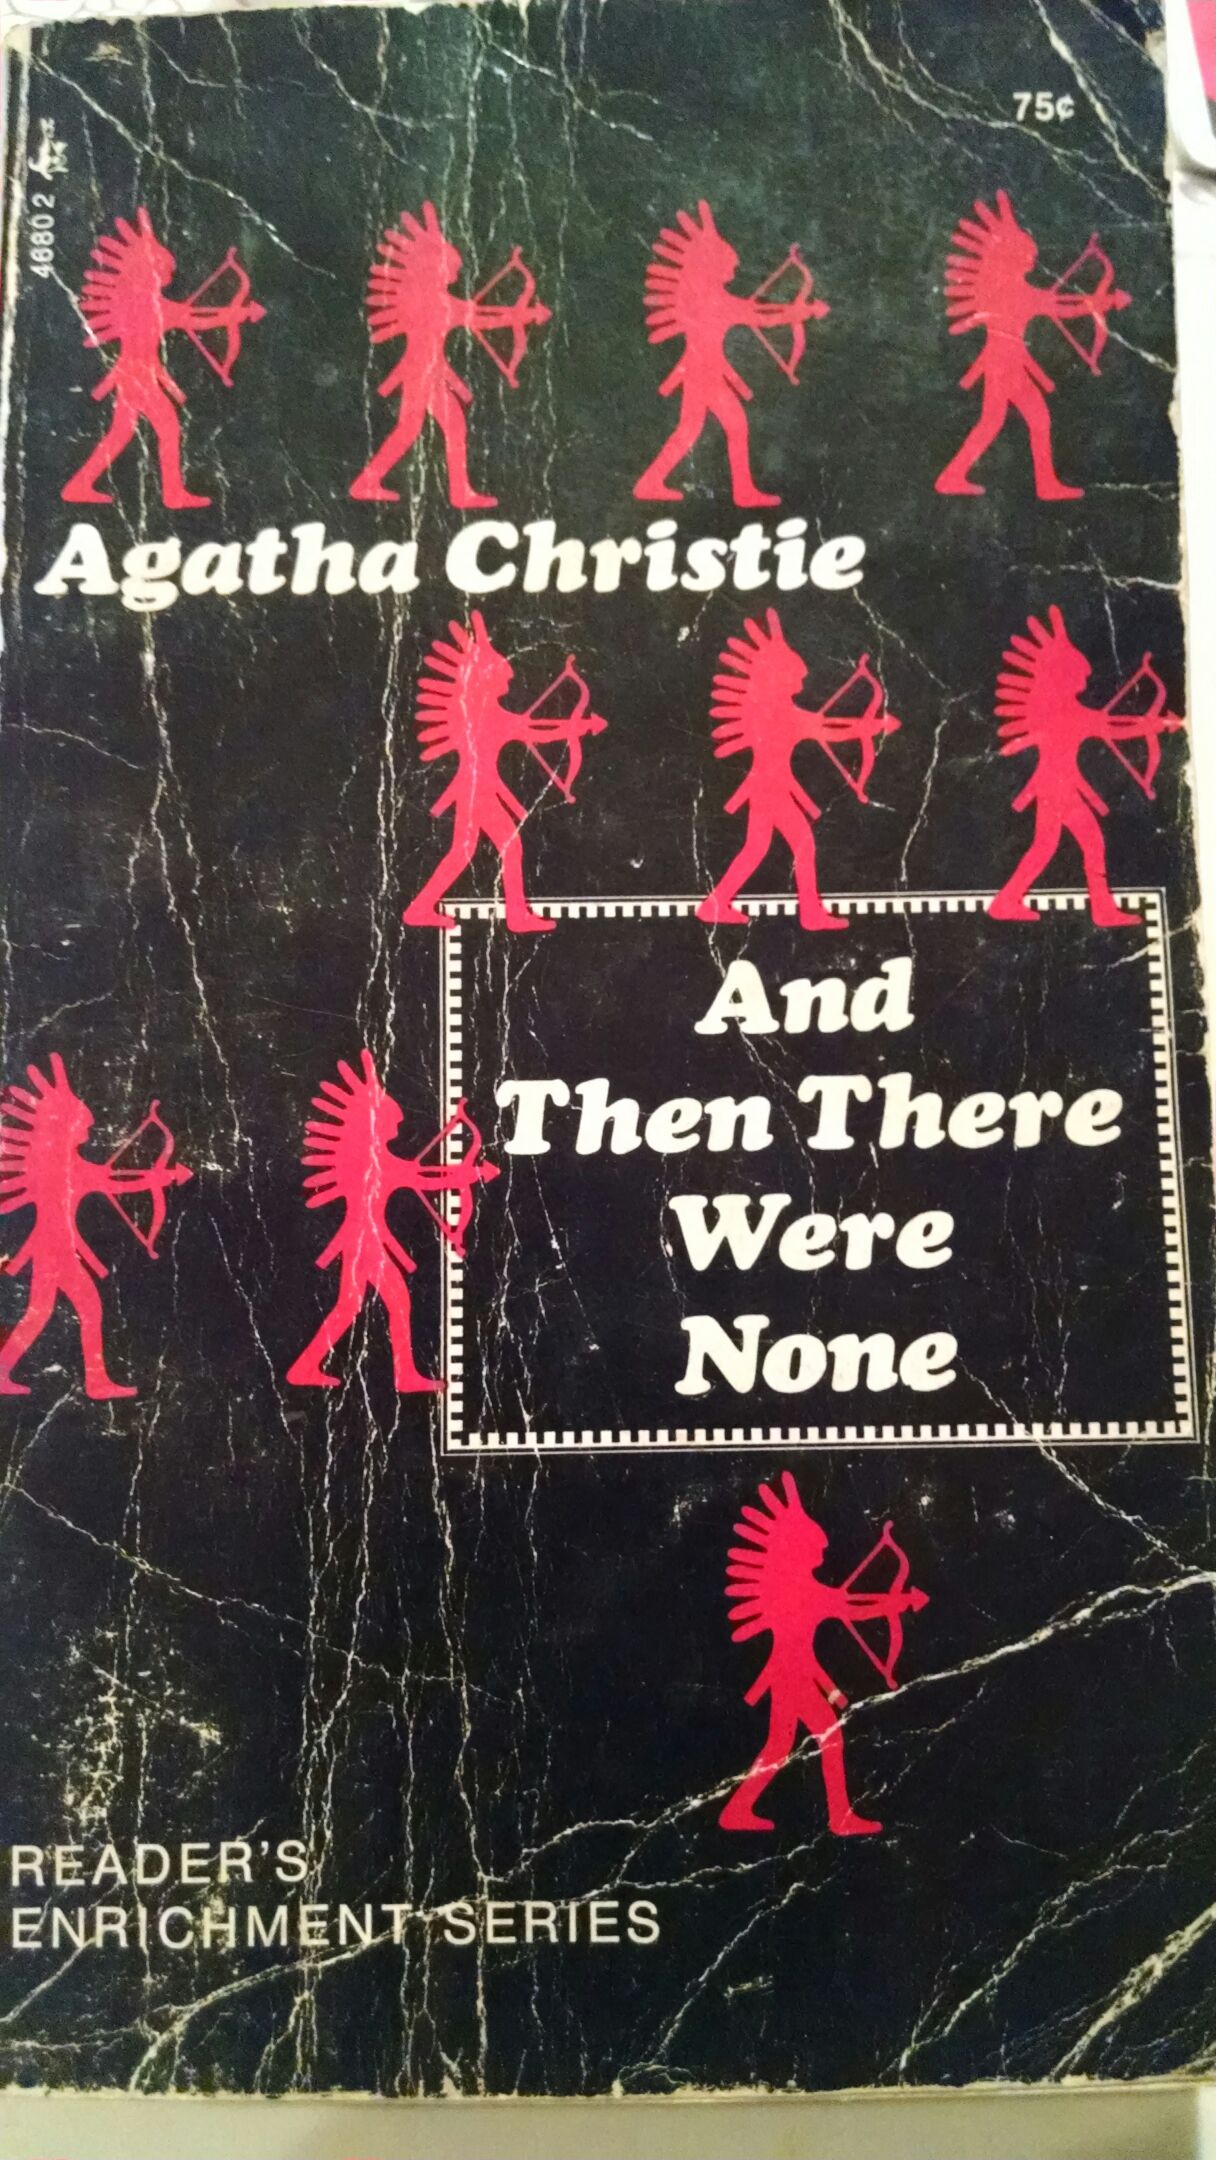 75¢
46802
Agatha Christie
And
Then There
Were
None
READER'S
ENRICHMENT SERIES